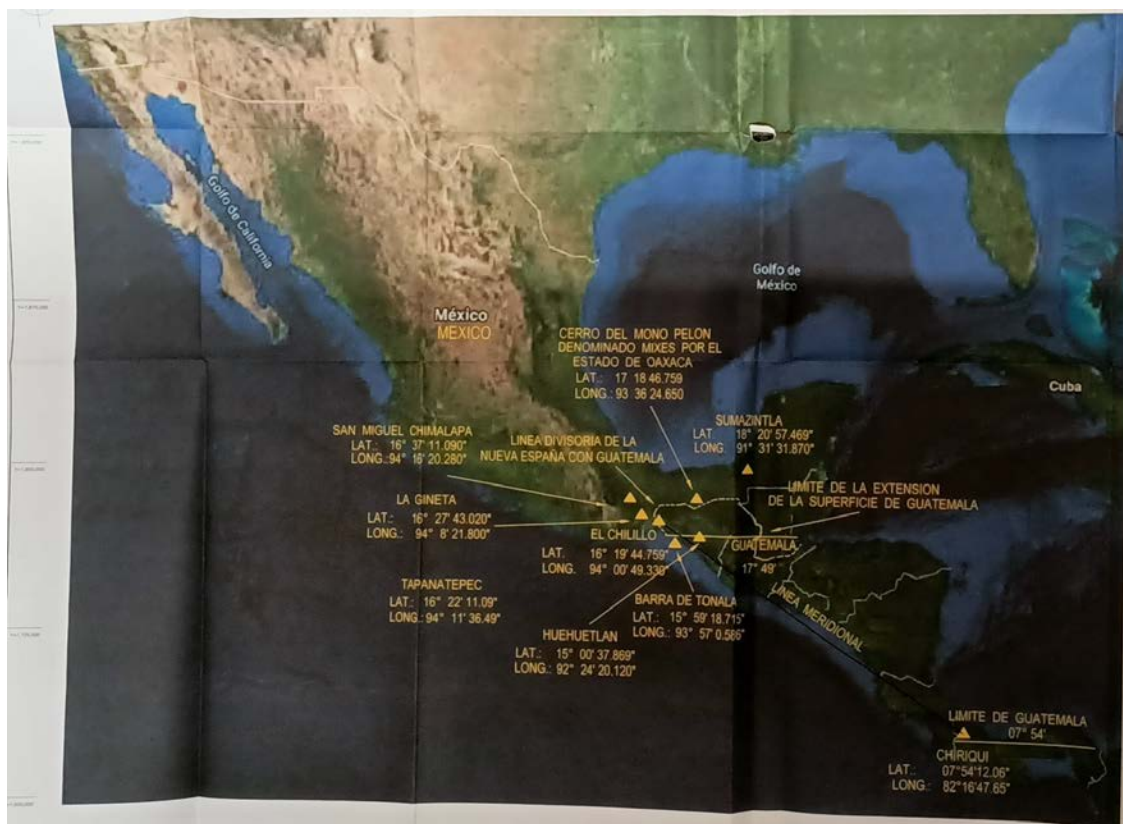 Golfo de California
Golfo de
México
México
MEXICO
Cuba
CERRO DEL MONO PELON
DENOMINADO MIXES POR EL
ESTADO DE OAXACA
LAT.: 17 18 46.759
LONG.: 93 36 24.650
SUMAZINTLA
LAT. 18° 20' 57.469"
LONG. 91° 31' 31.870"
SAN MIGUEL CHIMALAPA
LAT.: 16° 37' 11.090"
LONG.: 94° 16' 20.280"
LINEA DIVISORIA DE LA
NUEVA ESPAÑA CON GUATEMALA
LIMITE DE LA EXTENSION
DE LA SUPERFICIE DE GUATEMALA
LA GINETA
LAT.: 16° 27' 43.020"
LONG.: 94° 8' 21.800"
EL CHILILLO
LAT. 16° 19' 44.759"
LONG. 94° 00' 49.330"
GUATEMALA
17° 49'
TAPANATEPEC
LAT.: 16° 22' 11.09"
LONG.: 94° 11' 36.49"
BARRA DE TONALA
LAT.: 15° 59' 18.715"
LONG.: 93° 57' 0.586"
LINEA MERIDIONAL
HUEHUETLAN
LAT.: 15° 00' 37.869"
LONG.: 92° 24' 20.120"
LIMITE DE GUATEMALA
07° 54'
CHIRIQUI
LAT.: 07°54'12.06"
LONG.: 82°16'47.65"